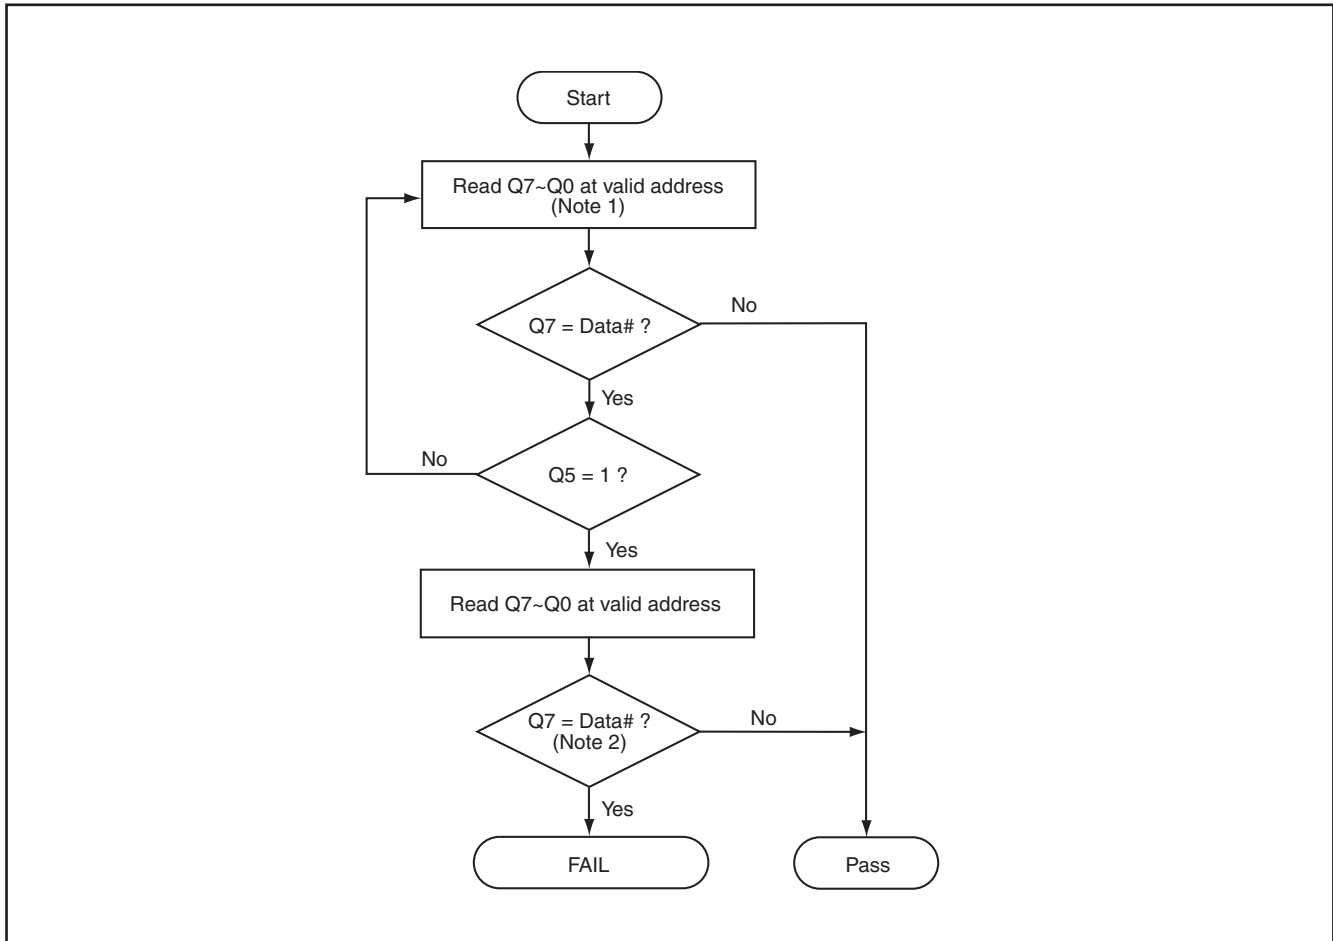 Start
Read Q7~Q0 at valid address
(Note 1)
Q7 = Data# ?
No
Yes
Q5 = 1 ?
No
Yes
Read Q7~Q0 at valid address
Q7 = Data# ?
(Note 2)
No
Yes
FAIL
Pass